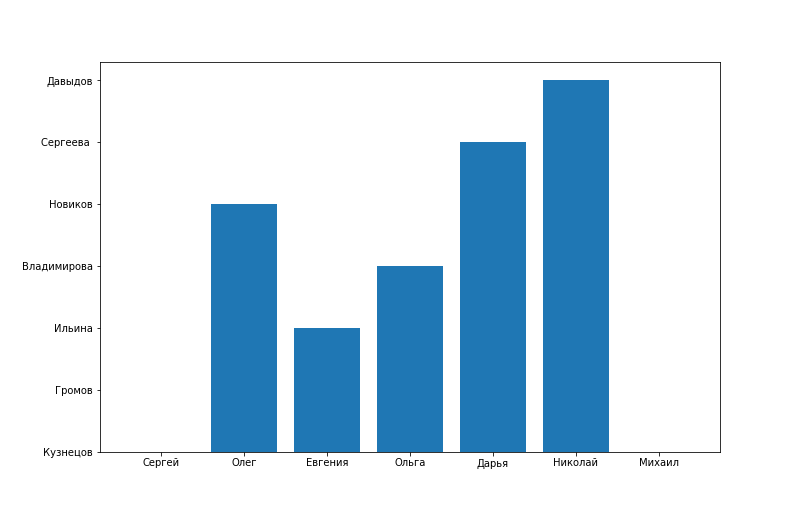 Давыдов
Сергеева
Новиков
Владимирова
Ильина
Громов
Кузнецов
Сергей Олег Евгения Ольга Дарья Николай Михаил